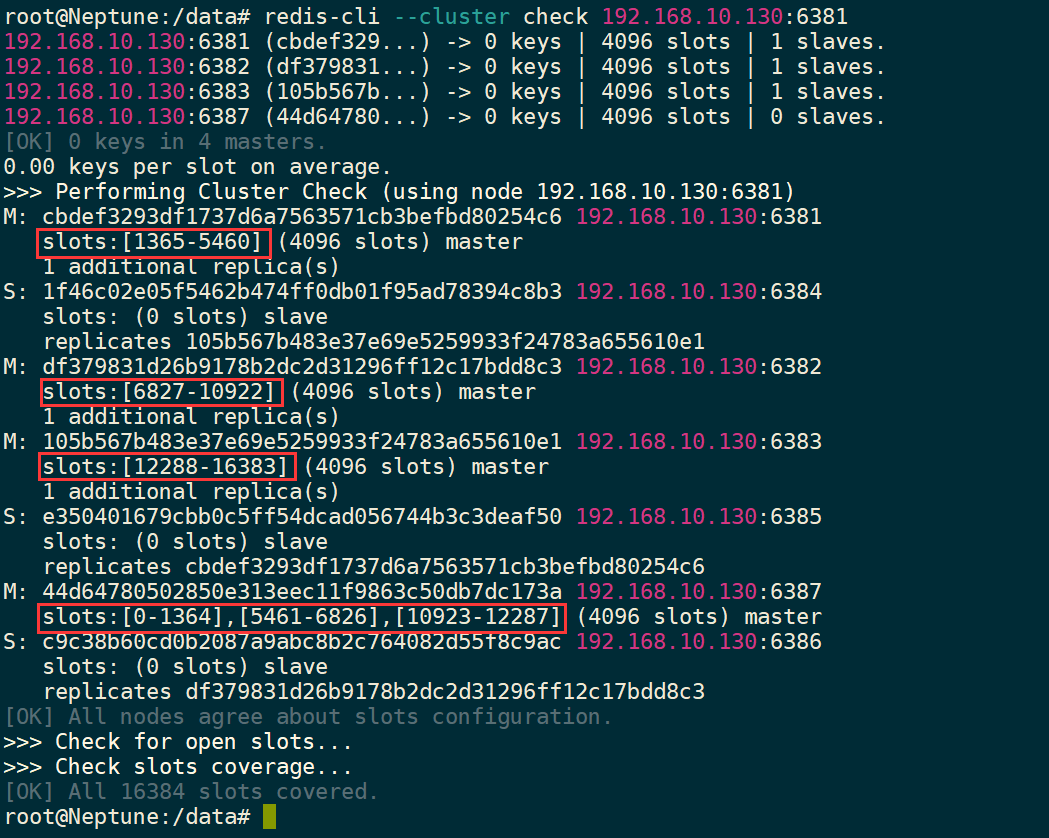 root@Neptune:/data# redis-cli --cluster check 192.168.10.130:6381
192.168.10.130:6381 (cbdef329...) -> 0 keys | 4096 slots | 1 slaves.
192.168.10.130:6382 (df379831...) -> 0 keys | 4096 slots | 1 slaves.
192.168.10.130:6383 (105b567b...) -> 0 keys | 4096 slots | 1 slaves.
192.168.10.130:6387 (44d64780...) -> 0 keys | 4096 slots | 0 slaves.
[OK] 0 keys in 4 masters.
0.00 keys per slot on average.
>>> Performing Cluster Check (using node 192.168.10.130:6381)
M: cbdef3293df1737d6a7563571cb3befbd80254c6 192.168.10.130:6381
   slots:[1365-5460] (4096 slots) master
   1 additional replica(s)
S: 1f46c02e05f5462b474ff0db01f95ad78394c8b3 192.168.10.130:6384
   slots: (0 slots) slave
   replicates 105b567b483e37e69e5259933f24783a655610e1
M: df379831d26b9178b2dc2d31296ff12c17bdd8c3 192.168.10.130:6382
   slots:[6827-10922] (4096 slots) master
   1 additional replica(s)
M: 105b567b483e37e69e5259933f24783a655610e1 192.168.10.130:6383
   slots:[12288-16383] (4096 slots) master
   1 additional replica(s)
S: e350401679cbb0c5ff54dcad056744b3c3deaf50 192.168.10.130:6385
   slots: (0 slots) slave
   replicates cbdef3293df1737d6a7563571cb3befbd80254c6
M: 44d64780502850e313eec11f9863c50db7dc173a 192.168.10.130:6387
   slots:[0-1364],[5461-6826],[10923-12287] (4096 slots) master
S: c9c38b60cd0b2087a9abc8b2c764082d55f8c9ac 192.168.10.130:6386
   slots: (0 slots) slave
   replicates df379831d26b9178b2dc2d31296ff12c17bdd8c3
[OK] All nodes agree about slots configuration.
>>> Check for open slots...
>>> Check slots coverage...
[OK] All 16384 slots covered.
root@Neptune:/data#